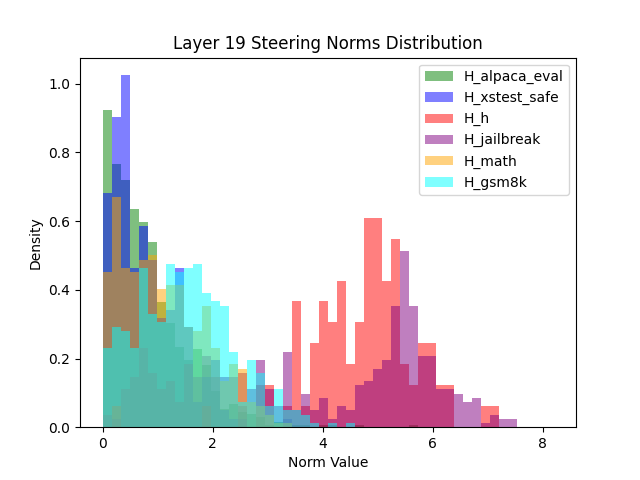 Layer 19 Steering Norms Distribution
H_alpaca_eval
H_xstest_safe
H_h
H_jailbreak
H_math
H_gsm8k
1.0
0.8
0.6
0.4
0.2
0.0
Density
0
2
4
6
8
Norm Value